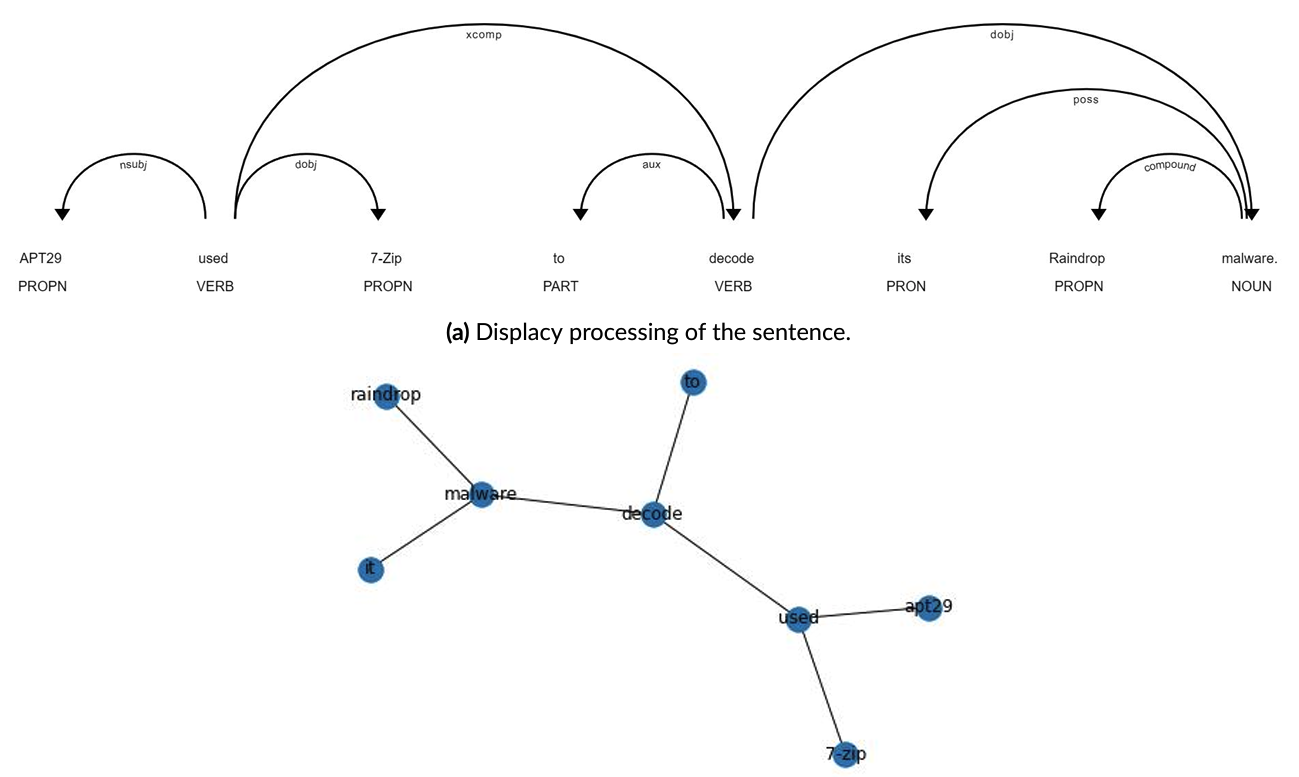 xcomp
dobj
poss
nsubj
dobj
aux
compound
APT29 used 7-Zip to decode its Raindrop malware.
PROPN VERB PROPN PART VERB PRON PROPN NOUN
(a) Displacy processing of the sentence.
to
raindrop
malware
decode
it
apt29
used
7-zip